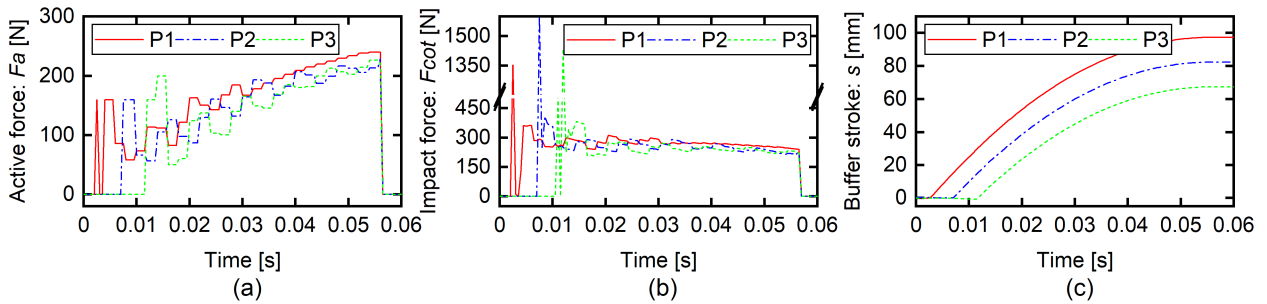 Active force: Fa [N]
300
200
100
0
P1 P2 P3
0 0.01 0.02 0.03 0.04 0.05 0.06
Time [s]
(a)
Impact force: Fcot [N]
1500
1350
450
300
150
0
P1 P2 P3
0 0.01 0.02 0.03 0.04 0.05 0.06
Time [s]
(b)
Buffer stroke: s [mm]
100
80
60
40
20
0
P1 P2 P3
0 0.01 0.02 0.03 0.04 0.05 0.06
Time [s]
(c)